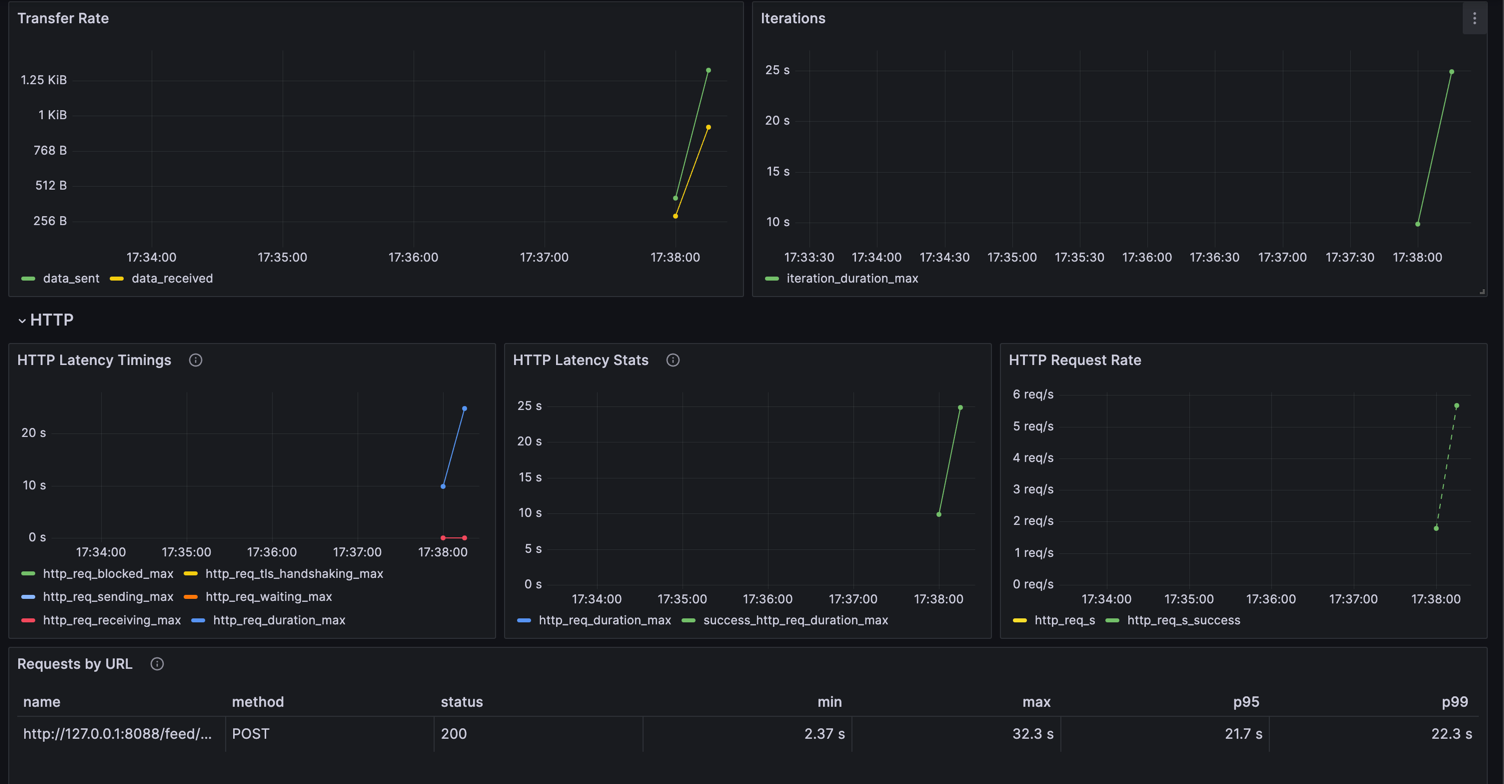 Transfer Rate
1.25 KiB
1 KiB
768 B
512 B
256 B
17:34:00 17:35:00 17:36:00 17:37:00 17:38:00
data_sent data_received
Iterations
25 s
20 s
15 s
10 s
17:33:30 17:34:00 17:34:30 17:35:00 17:35:30 17:36:00 17:36:30 17:37:00 17:37:30 17:38:00
iteration_duration_max
HTTP
HTTP Latency Timings
20 s
10 s
0 s
17:34:00 17:35:00 17:36:00 17:37:00 17:38:00
http_req_blocked_max http_req_tls_handshaking_max
http_req_sending_max http_req_waiting_max
http_req_receiving_max http_req_duration_max
HTTP Latency Stats
25 s
20 s
15 s
10 s
5 s
0 s
17:34:00 17:35:00 17:36:00 17:37:00 17:38:00
http_req_duration_max success_http_req_duration_max
HTTP Request Rate
6 req/s
5 req/s
4 req/s
3 req/s
2 req/s
1 req/s
0 req/s
17:34:00 17:35:00 17:36:00 17:37:00 17:38:00
http_req_s http_req_s_success
Requests by URL
name method status min max p95 p99
http://127.0.0.1:8088/feed/... POST 200 2.37 s 32.3 s 21.7 s 22.3 s